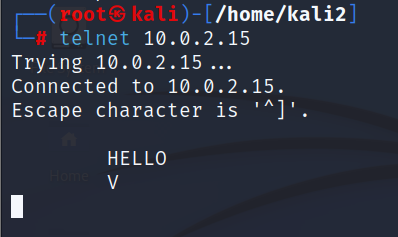 ┌──(root㉿kali)-[/home/kali2]
└─# telnet 10.0.2.15
Trying 10.0.2.15...
Connected to 10.0.2.15.
Escape character is '^]'.
HELLO
V
Home